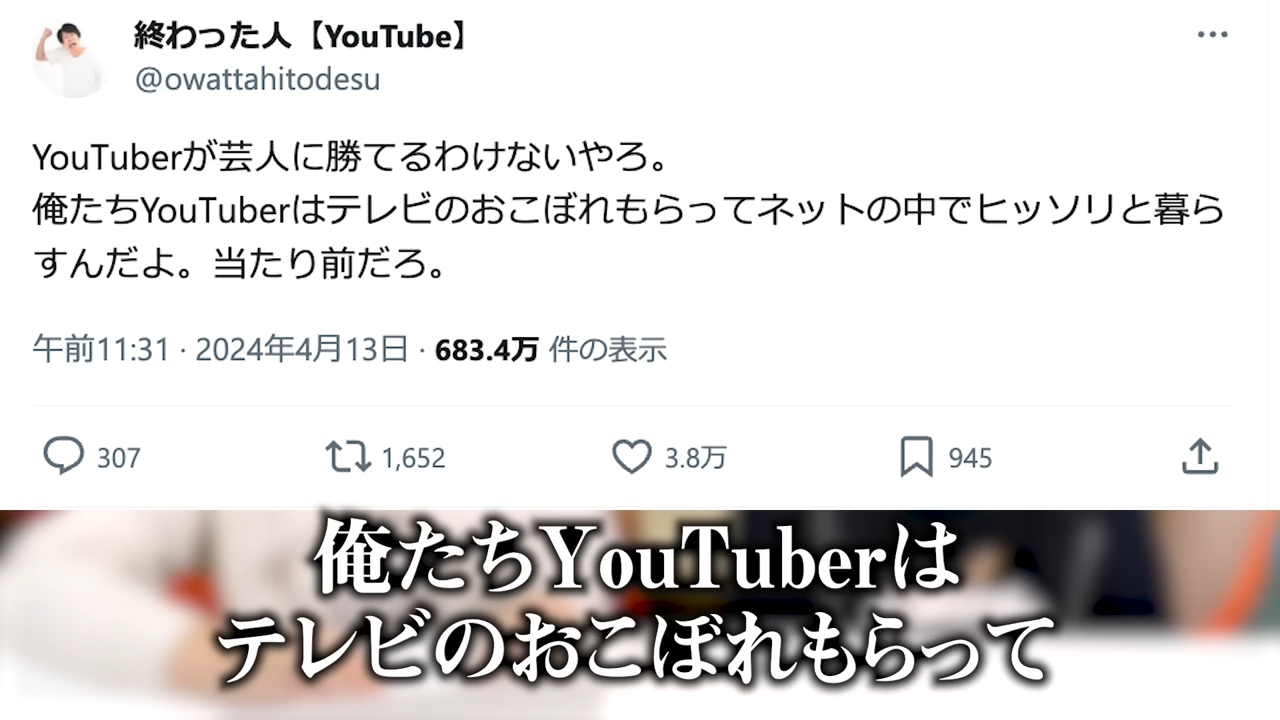 終わった人【YouTube】
@owattahitodesu
YouTuberが芸人に勝てるわけないやろ。
俺たちYouTuberはテレビのおこぼれもらってネットの中でヒッソリと暮ら
すんだよ。当たり前だろ。
午前11:31 · 2024年4月13日 · 683.4万 件の表示
307 1,652 3.8万 945
俺たちYouTuberは
テレビのおこぼれもらって